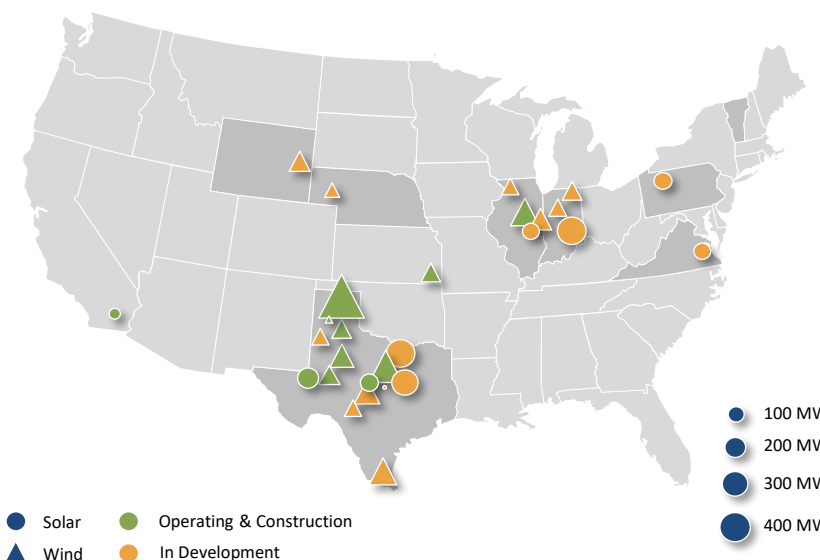 100 MW
200 MW
300 MW
400 MW
Solar Operating & Construction
Wind In Development